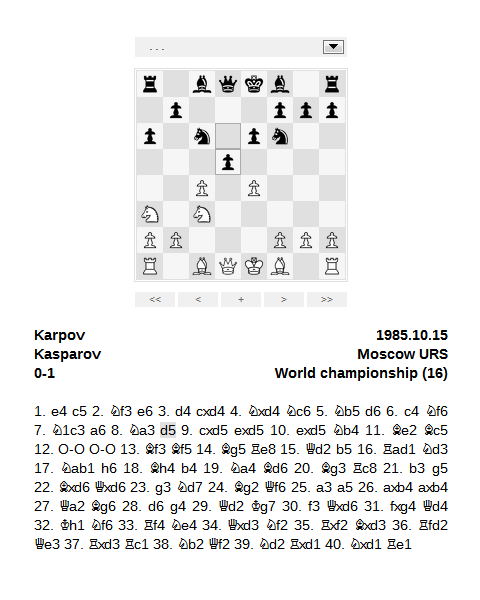 . . .
<< < + > >>
Karpov 1985.10.15
Kasparov Moscow URS
0-1 World championship (16)
1. e4 c5 2. ♘f3 e6 3. d4 cxd4 4. ♘xd4 ♘c6 5. ♘b5 d6 6. c4 ♘f6
7. ♘1c3 a6 8. ♘a3 d5 9. cxd5 exd5 10. exd5 ♘b4 11. ♗e2 ♗c5
12. O-O O-O 13. ♗f3 ♗f5 14. ♗g5 ♖e8 15. ♕d2 b5 16. ♖ad1 ♘d3
17. ♘ab1 h6 18. ♗h4 b4 19. ♘a4 ♗d6 20. ♗g3 ♖c8 21. b3 g5
22. ♗xd6 ♕xd6 23. g3 ♘d7 24. ♗g2 ♕f6 25. a3 a5 26. axb4 axb4
27. ♕a2 ♗g6 28. d6 g4 29. ♕d2 ♔g7 30. f3 ♕xd6 31. fxg4 ♕d4
32. ♔h1 ♘f6 33. ♖f4 ♘e4 34. ♕xd3 ♘f2 35. ♖xf2 ♗xd3 36. ♖fd2
♕e3 37. ♖xd3 ♖c1 38. ♘b2 ♕f2 39. ♘d2 ♖xd1 40. ♘xd1 ♖e1